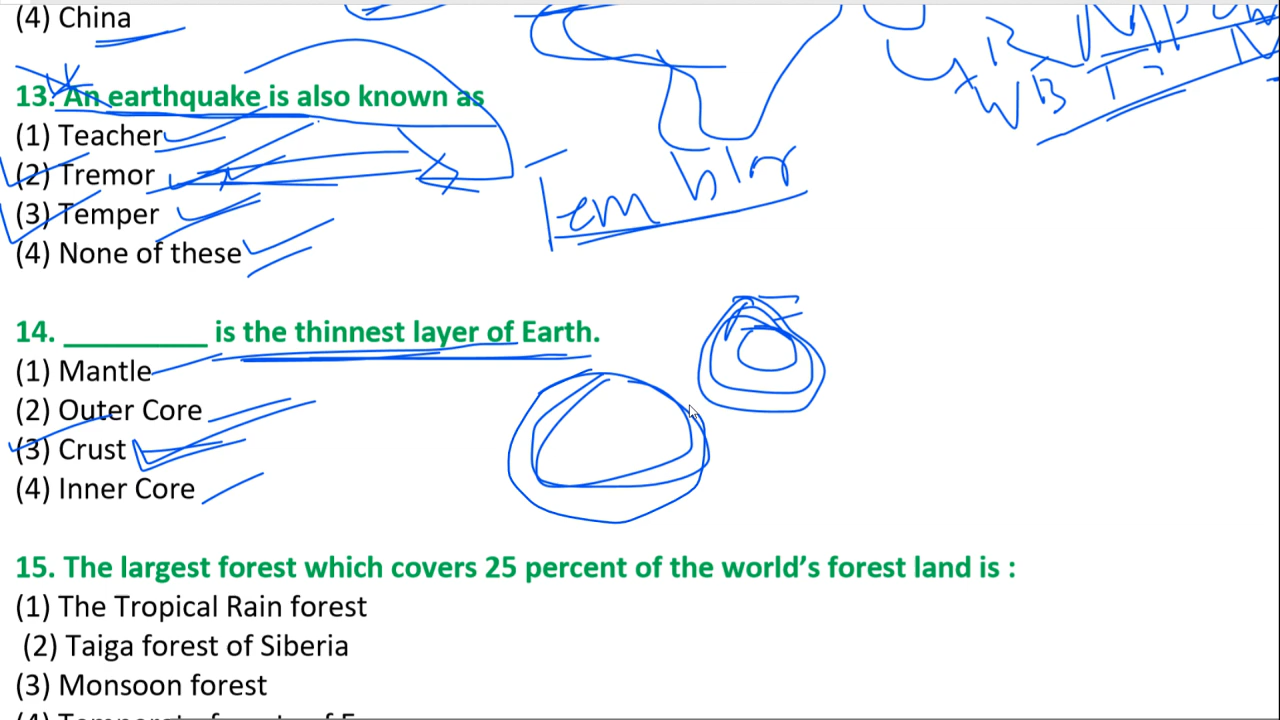 (4) China
13. An earthquake is also known as
(1) Teacher
(2) Tremor
(3) Temper
(4) None of these
14. __________ is the thinnest layer of Earth.
(1) Mantle
(2) Outer Core
(3) Crust
(4) Inner Core
15. The largest forest which covers 25 percent of the world’s forest land is :
(1) The Tropical Rain forest
(2) Taiga forest of Siberia
(3) Monsoon forest